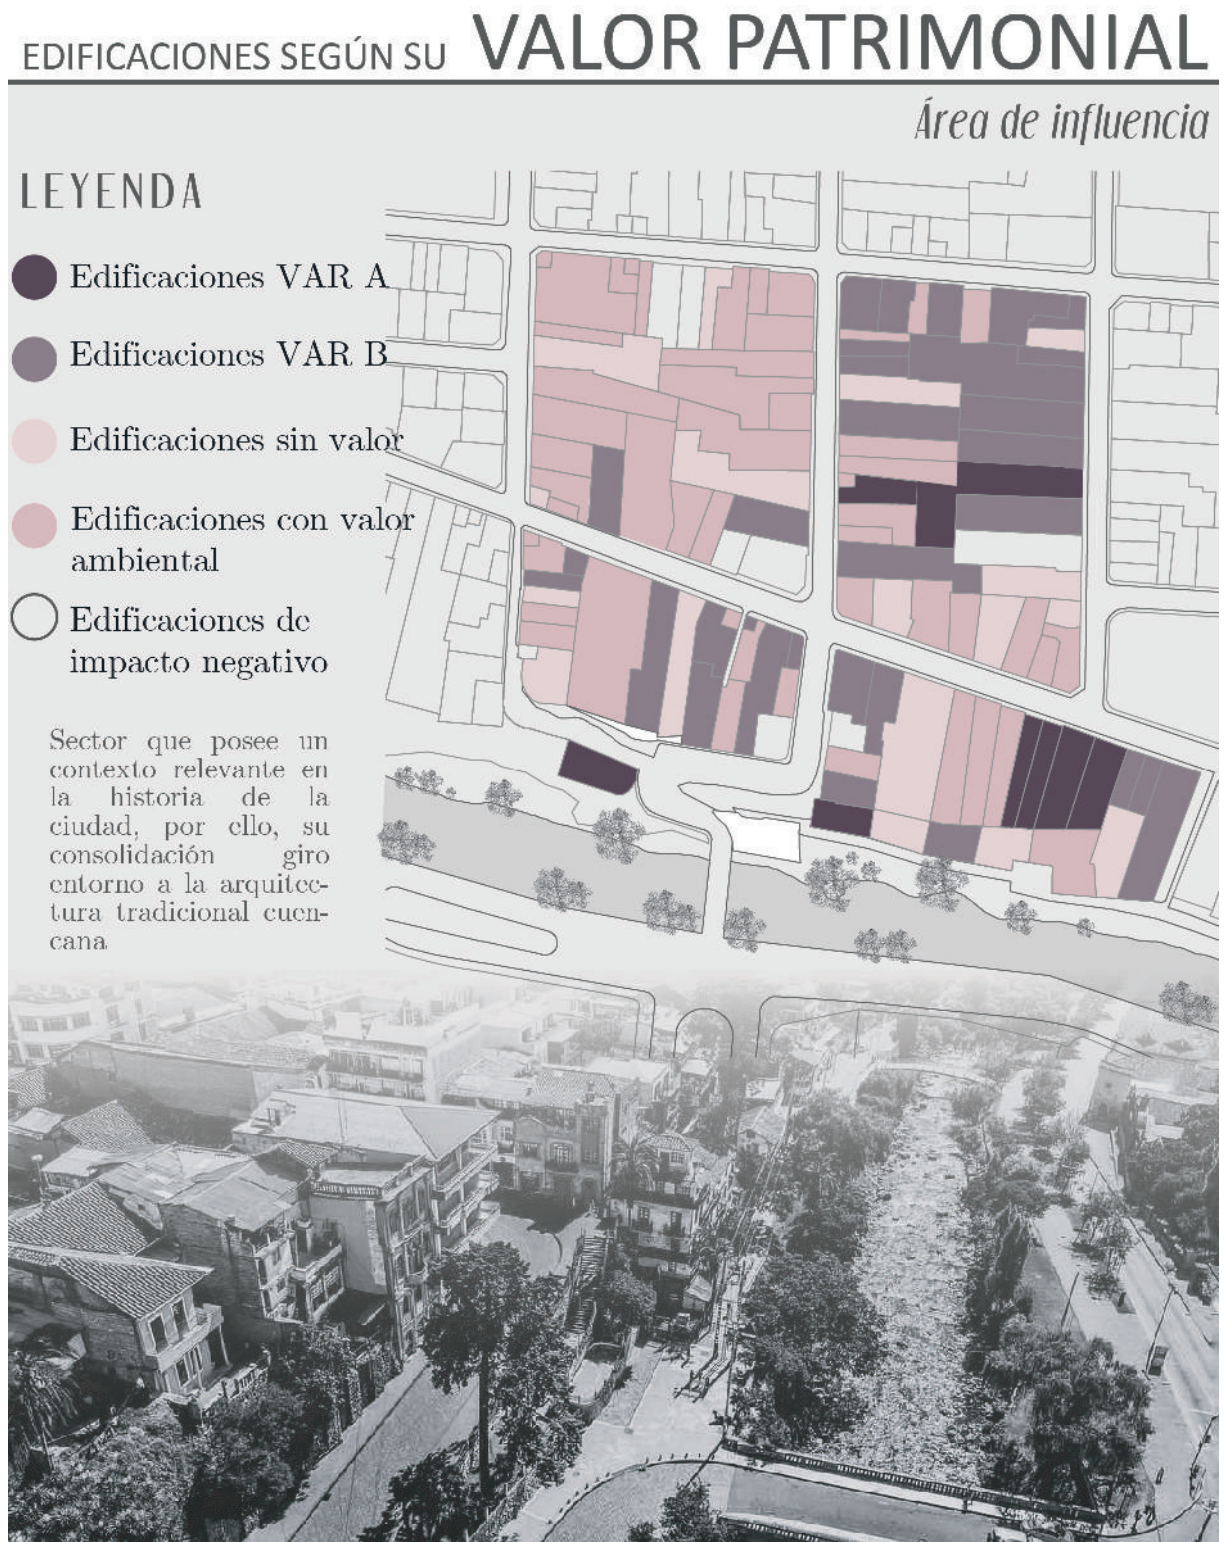 EDIFICACIONES SEGÚN SU VALOR PATRIMONIAL
Área de influencia
LEYENDA
Edificaciones VAR A
Edificaciones VAR B
Edificaciones sin valor
Edificaciones con valor
ambiental
Edificaciones de
impacto negativo
Sector que posee un
contexto relevante en
la historia de la
ciudad, por ello, su
consolidación giro
entorno a la arquitec-
tura tradicional cuen-
cana